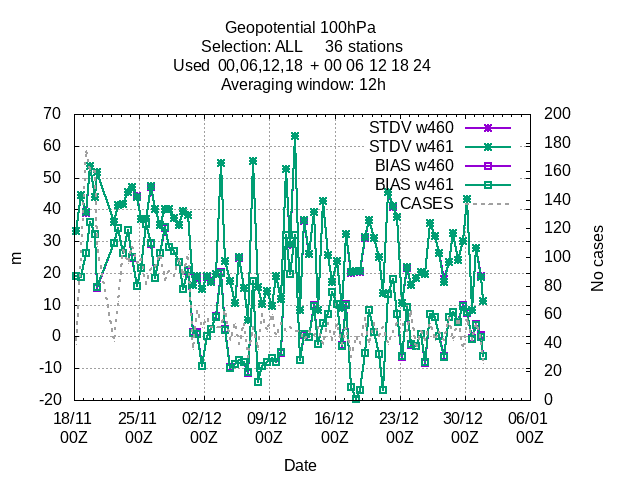 Geopotential 100hPa
Selection: ALL 36 stations
Used 00,06,12,18 + 00 06 12 18 24
Averaging window: 12h
70
60
50
40
30
20
10
0
-10
-20
m
200
180
160
140
120
100
80
60
40
20
0
No cases
STDV w460
STDV w461
BIAS w460
BIAS w461
CASES
18/11 25/11 02/12 09/12 16/12 23/12 30/12 06/01
00Z 00Z 00Z 00Z 00Z 00Z 00Z 00Z
Date